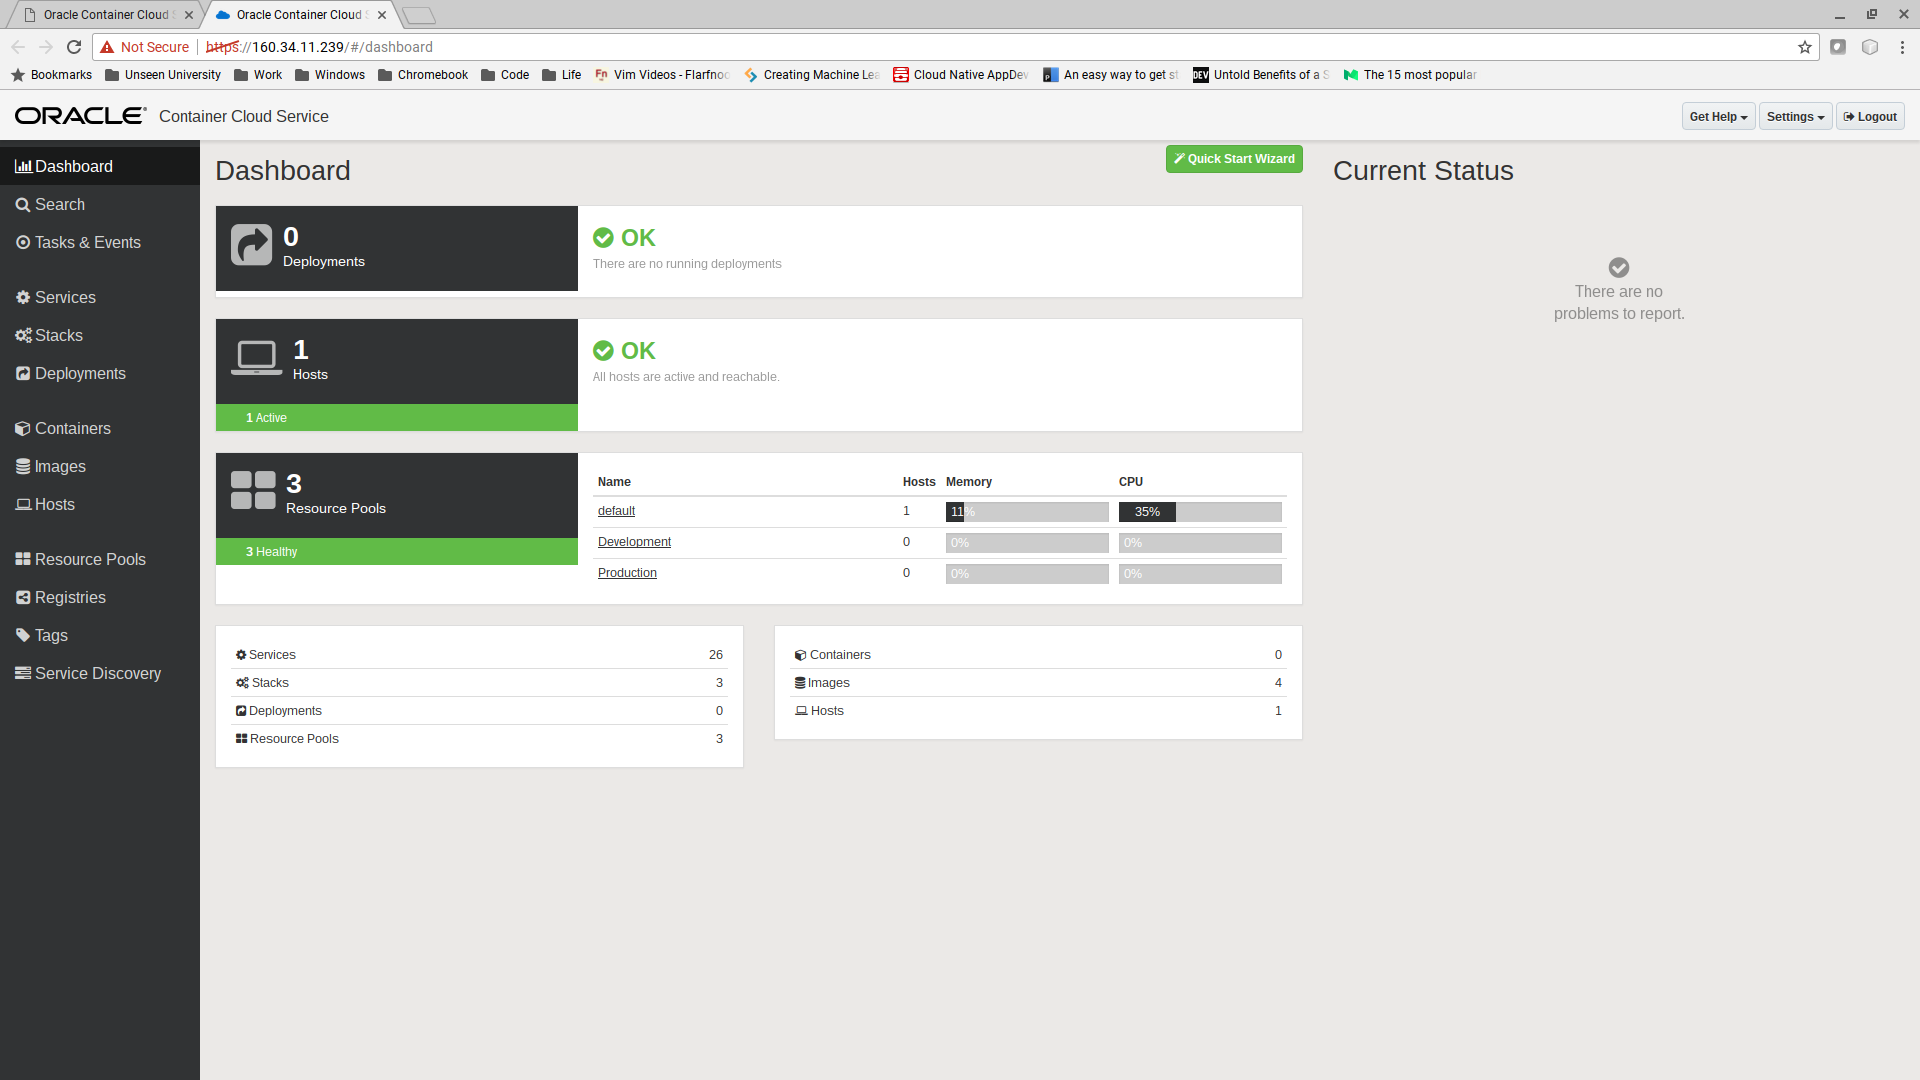 Oracle Container Cloud S
Oracle Container Cloud S
Not Secure https://160.34.11.239/#/dashboard
Bookmarks Unseen University Work Windows Chromebook Code Life Fn Vim Videos - Flarfnoo Creating Machine Lea Cloud Native AppDev An easy way to get st DEV Untold Benefits of a S The 15 most popular
ORACLE Container Cloud Service
Get Help Settings Logout
Dashboard
Search
Tasks & Events
Services
Stacks
Deployments
Containers
Images
Hosts
Resource Pools
Registries
Tags
Service Discovery
Dashboard
Quick Start Wizard
0
Deployments
OK
There are no running deployments
1
Hosts
1 Active
OK
All hosts are active and reachable.
3
Resource Pools
3 Healthy
Name Hosts Memory CPU
default 1 11% 35%
Development 0 0% 0%
Production 0 0% 0%
Services 26
Stacks 3
Deployments 0
Resource Pools 3
Containers 0
Images 4
Hosts 1
Current Status
There are no
problems to report.